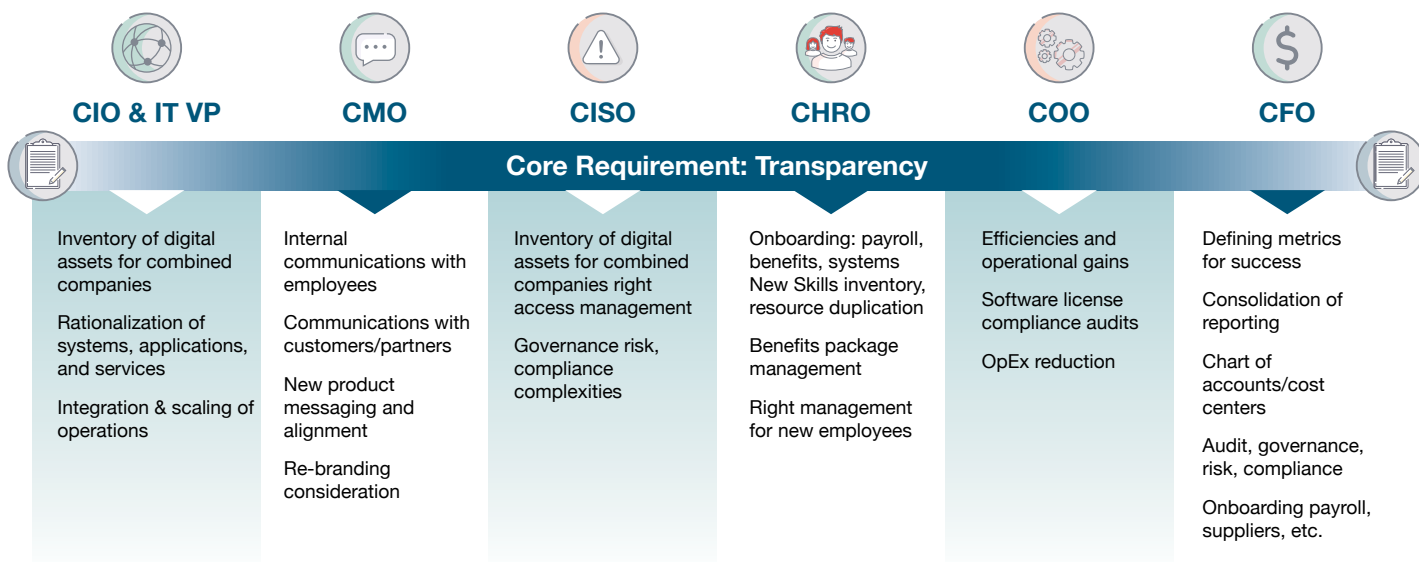 CIO & IT VP
CMO
CISO
CHRO
COO
CFO
Core Requirement: Transparency
Inventory of digital
assets for combined
companies
Rationalization of
systems, applications,
and services
Integration & scaling of
operations
Internal
communications with
employees
Communications with
customers/partners
New product
messaging and
alignment
Re-branding
consideration
Inventory of digital
assets for combined
companies right
access management
Governance risk,
compliance
complexities
Onboarding: payroll,
benefits, systems
New Skills inventory,
resource duplication
Benefits package
management
Right management
for new employees
Efficiencies and
operational gains
Software license
compliance audits
OpEx reduction
Defining metrics
for success
Consolidation of
reporting
Chart of
accounts/cost
centers
Audit, governance,
risk, compliance
Onboarding payroll,
suppliers, etc.